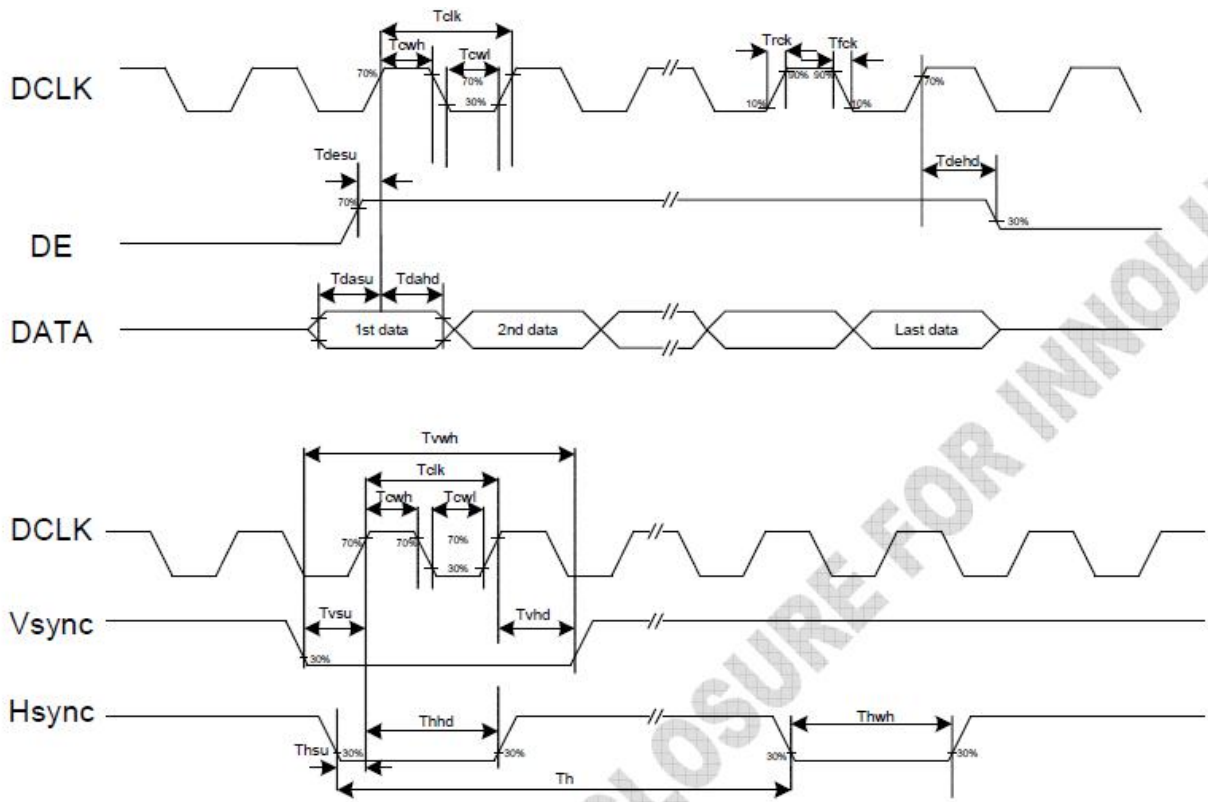 Tclk
Tcwh
Tcwl
Trck
Tfck
DCLK
70%
70%
30%
10%
90%
90%
10%
70%
Tdesu
Tdehd
70%
30%
DE
Tdasu
Tdahd
DATA
1st data
2nd data
Last data
Tvwh
Tclk
Tcwh
Tcwl
DCLK
70%
70%
70%
30%
Vsync
Tvsu
Tvhd
30%
Hsync
Thhd
Thwh
Thsu
30%
30%
30%
30%
Th
CLOSURE FOR INNOLU